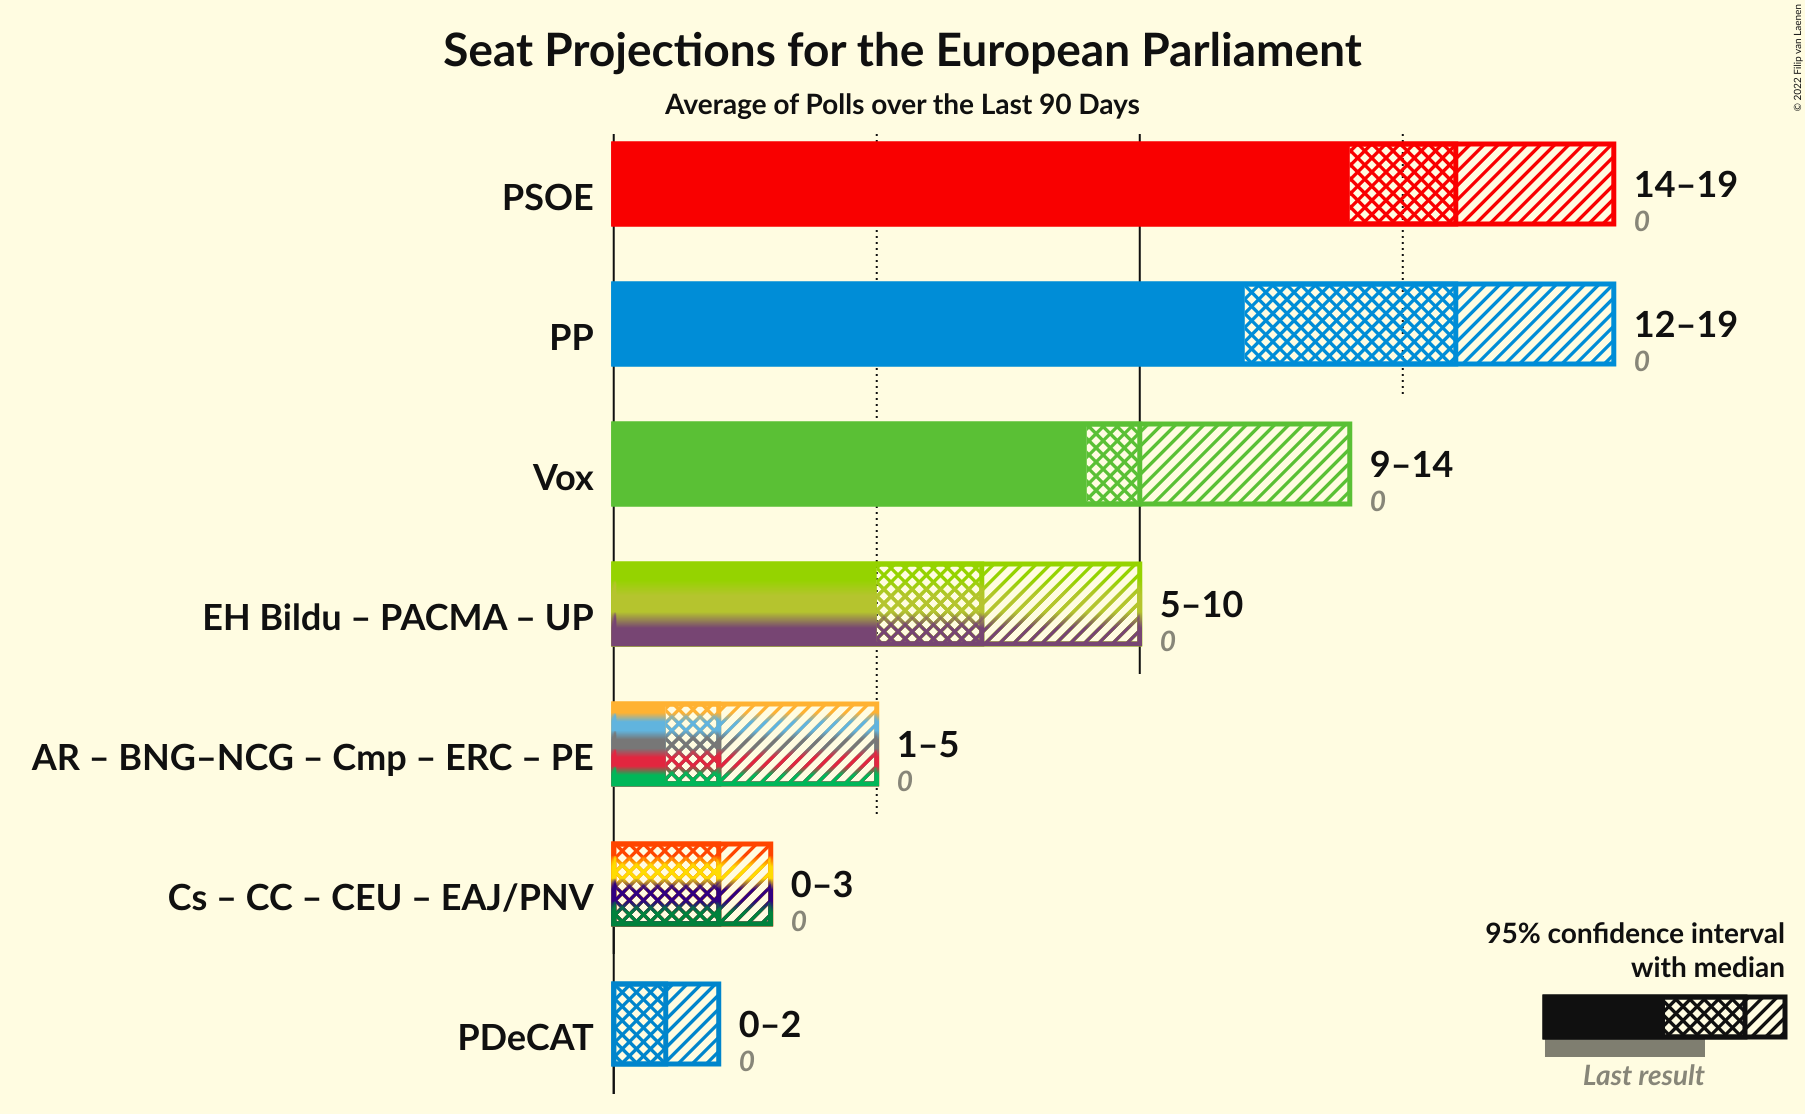 Seat Projections for the European Parliament
Average of Polls over the Last 90 Days
© 2022 Filip van Laenen
PSOE
14–19
0
PP
12–19
0
Vox
9–14
0
EH Bildu – PACMA – UP
5–10
0
AR – BNG–NCG – Cmp – ERC – PE
1–5
0
Cs – CC – CEU – EAJ/PNV
0–3
0
PDeCAT
0–2
0
95% confidence interval
with median
Last result